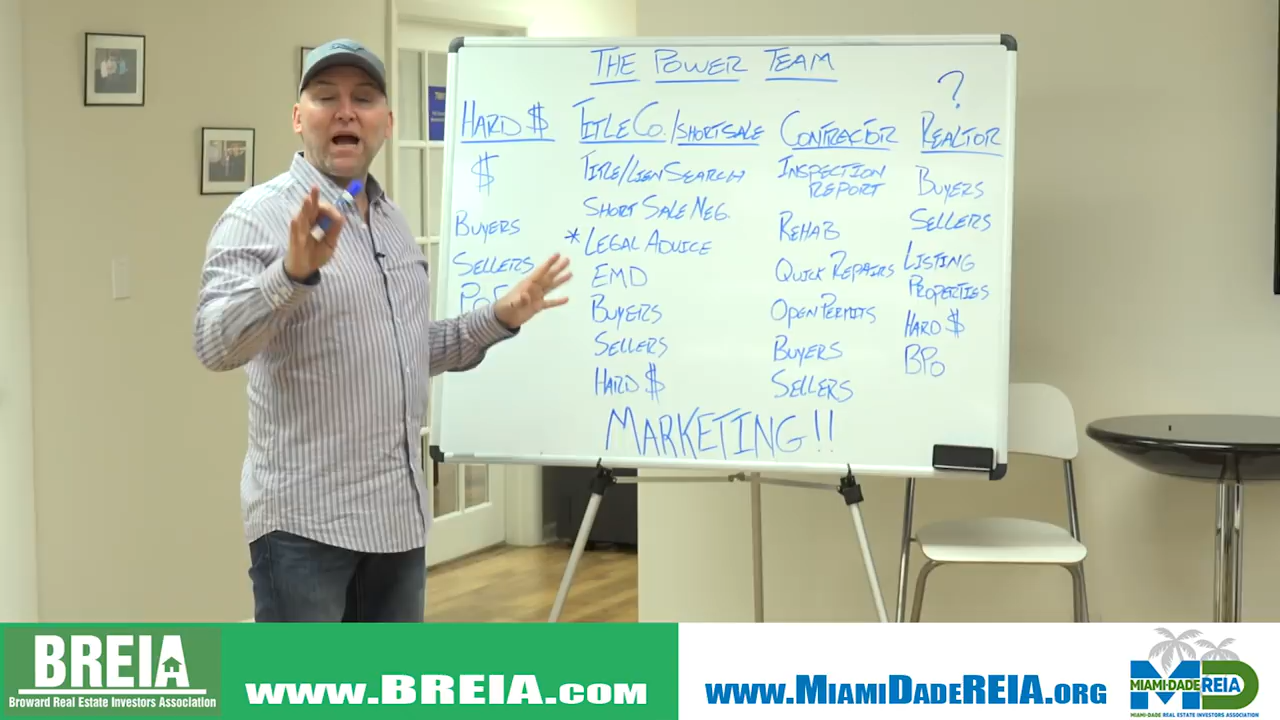 THE POWER TEAM
?
HARD $
$
BUYERS
SELLERS
TITLE CO./SHORT SALE
TITLE/LIEN SEARCH
SHORT SALE NEG.
* LEGAL ADVICE
EMD
BUYERS
SELLERS
HARD $
CONTRACTOR
INSPECTION
REPORT
REHAB
QUICK REPAIRS
OPEN PERMITS
BUYERS
SELLERS
REALTOR
BUYERS
SELLERS
LISTING
PROPERTIES
HARD $
BPO
MARKETING!!
BREIA
Broward Real Estate Investors Association
www.BREIA.com
www.MiamiDadeREIA.org
MD
MIAMI-DADE REIA
MIAMI-DADE REAL ESTATE INVESTORS ASSOCIATION